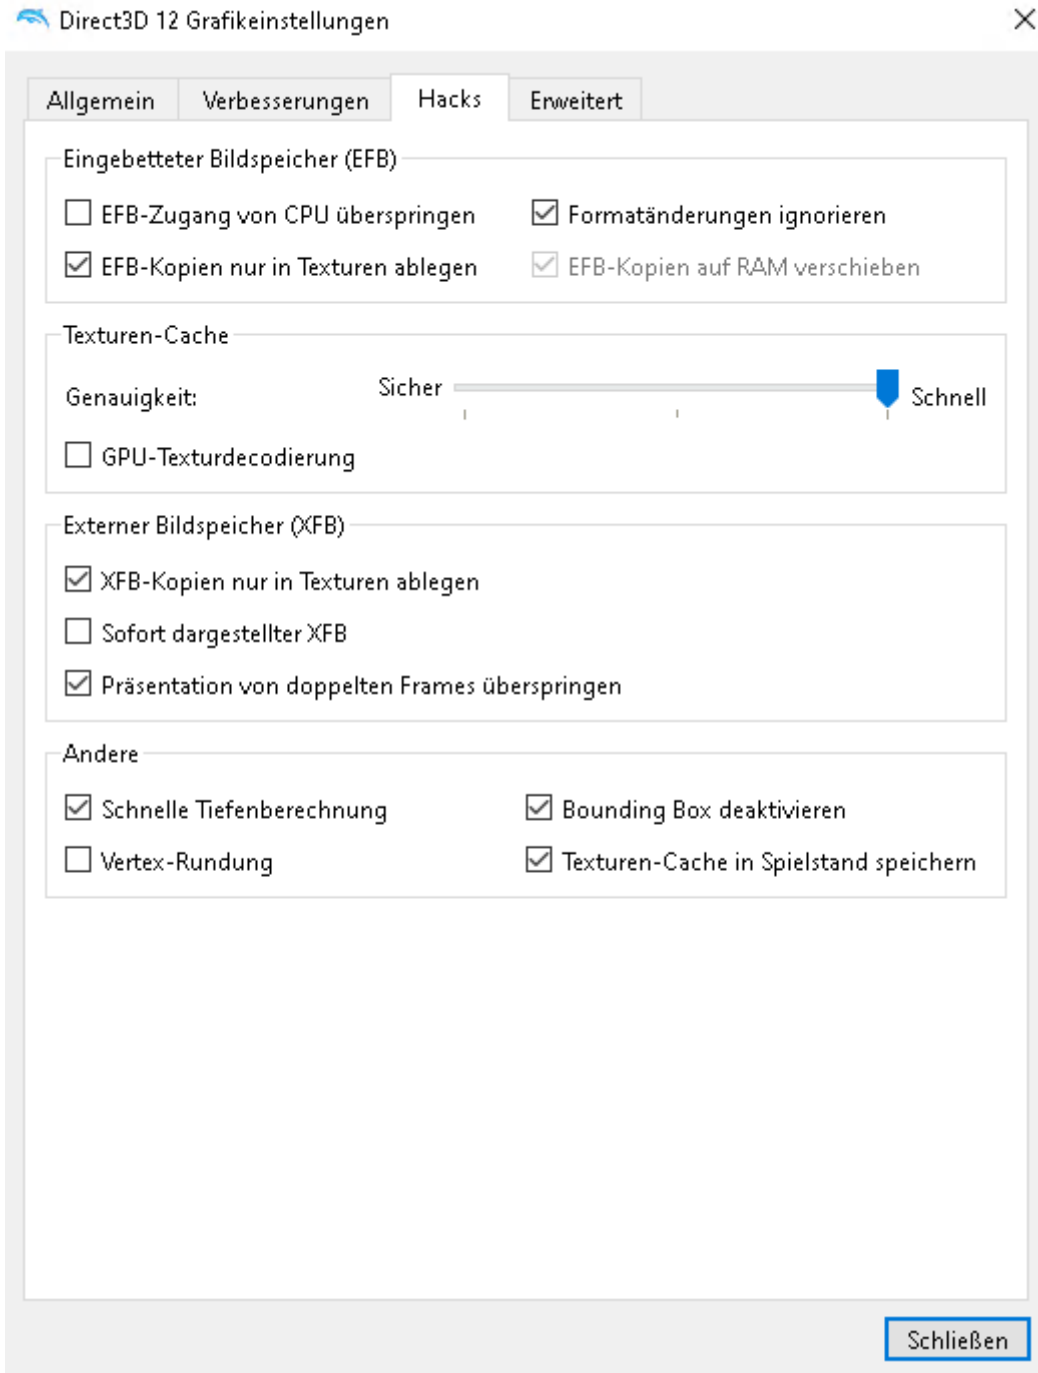 Direct3D 12 Grafikeinstellungen
Allgemein Verbesserungen Hacks Erweitert
Eingebetteter Bildspeicher (EFB)
EFB-Zugang von CPU überspringen Formatänderungen ignorieren
EFB-Kopien nur in Texturen ablegen EFB-Kopien auf RAM verschieben
Texturen-Cache
Genauigkeit: Sicher Schnell
GPU-Texturdecodierung
Externer Bildspeicher (XFB)
XFB-Kopien nur in Texturen ablegen
Sofort dargestellter XFB
Präsentation von doppelten Frames überspringen
Andere
Schnelle Tiefenberechnung Bounding Box deaktivieren
Vertex-Rundung Texturen-Cache in Spielstand speichern
Schließen